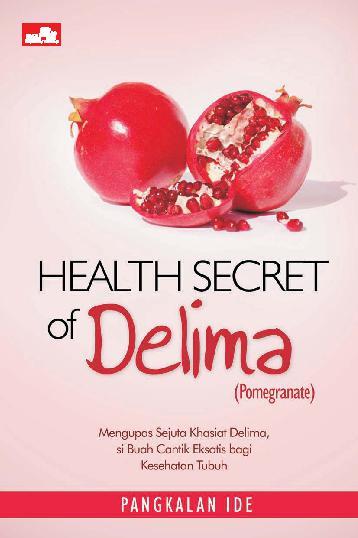 HEALTH SECRET
of Delima
(Pomegranate)
Mengupas Sejuta Khasiat Delima,
si Buah Cantik Eksotis bagi
Kesehatan Tubuh
PANGKALAN IDE